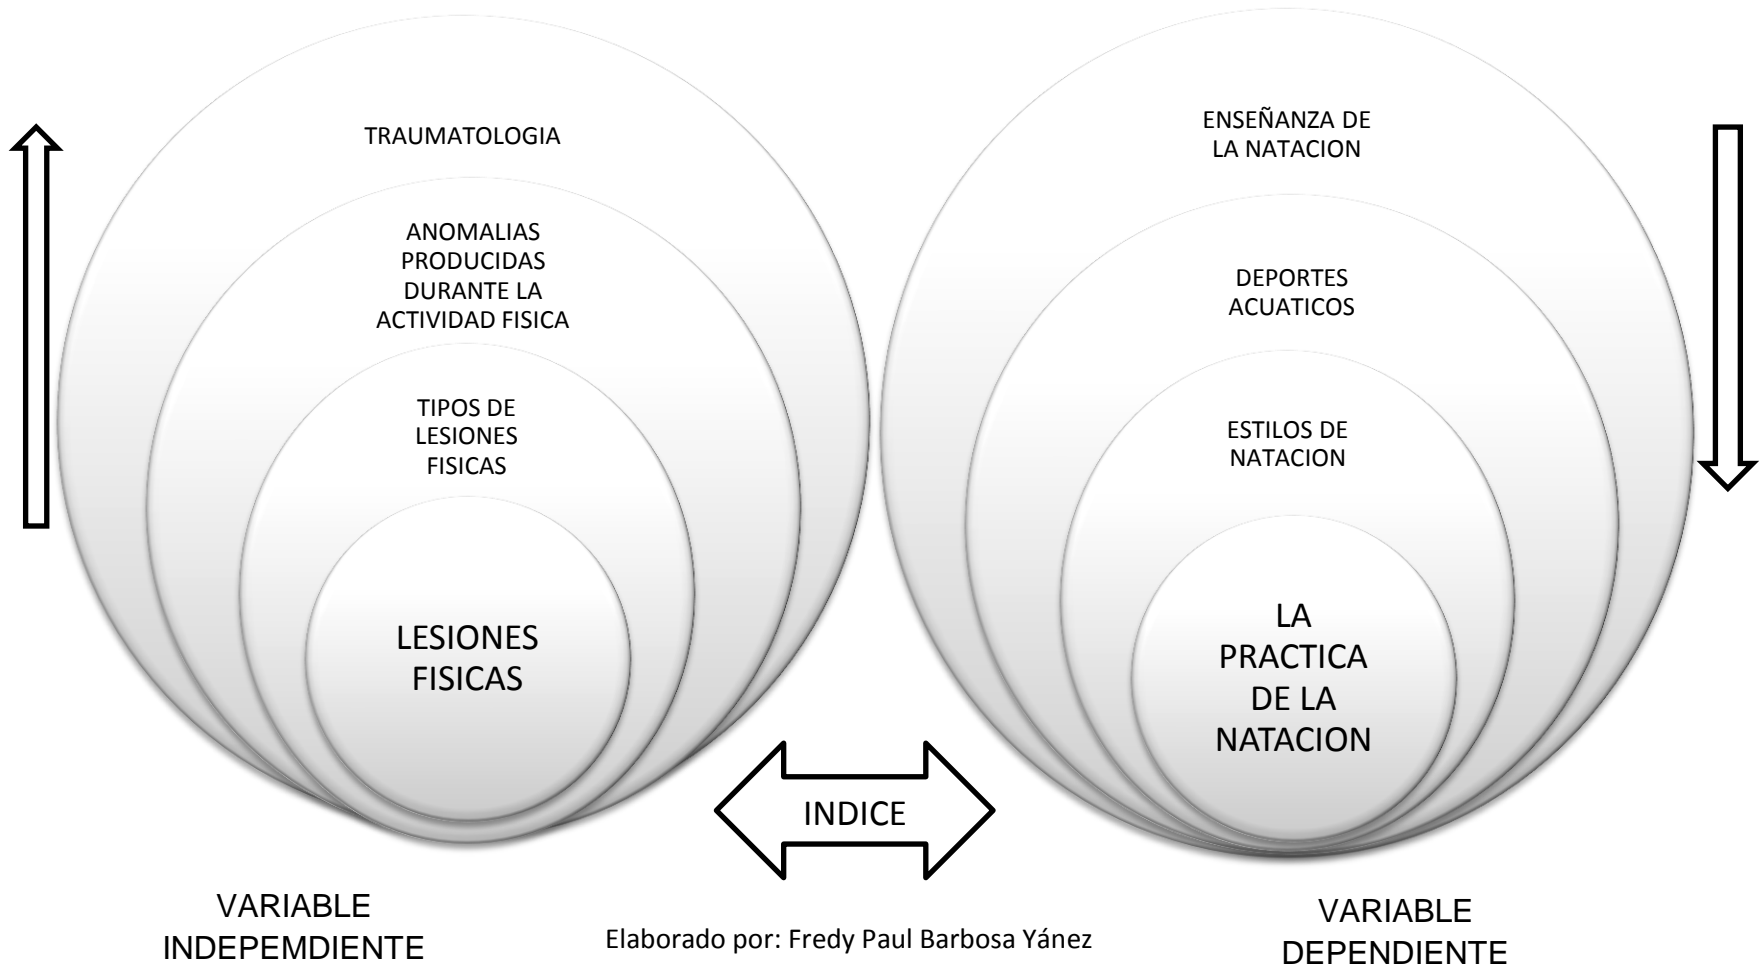 TRAUMATOLOGIA
ANOMALIAS
PRODUCIDAS
DURANTE LA
ACTIVIDAD FISICA
TIPOS DE
LESIONES
FISICAS
LESIONES
FISICAS
ENSEÑANZA DE
LA NATACION
DEPORTES
ACUATICOS
ESTILOS DE
NATACION
LA
PRACTICA
DE LA
NATACION
INDICE
VARIABLE
INDEPEMDIENTE
Elaborado por: Fredy Paul Barbosa Yánez
VARIABLE
DEPENDIENTE